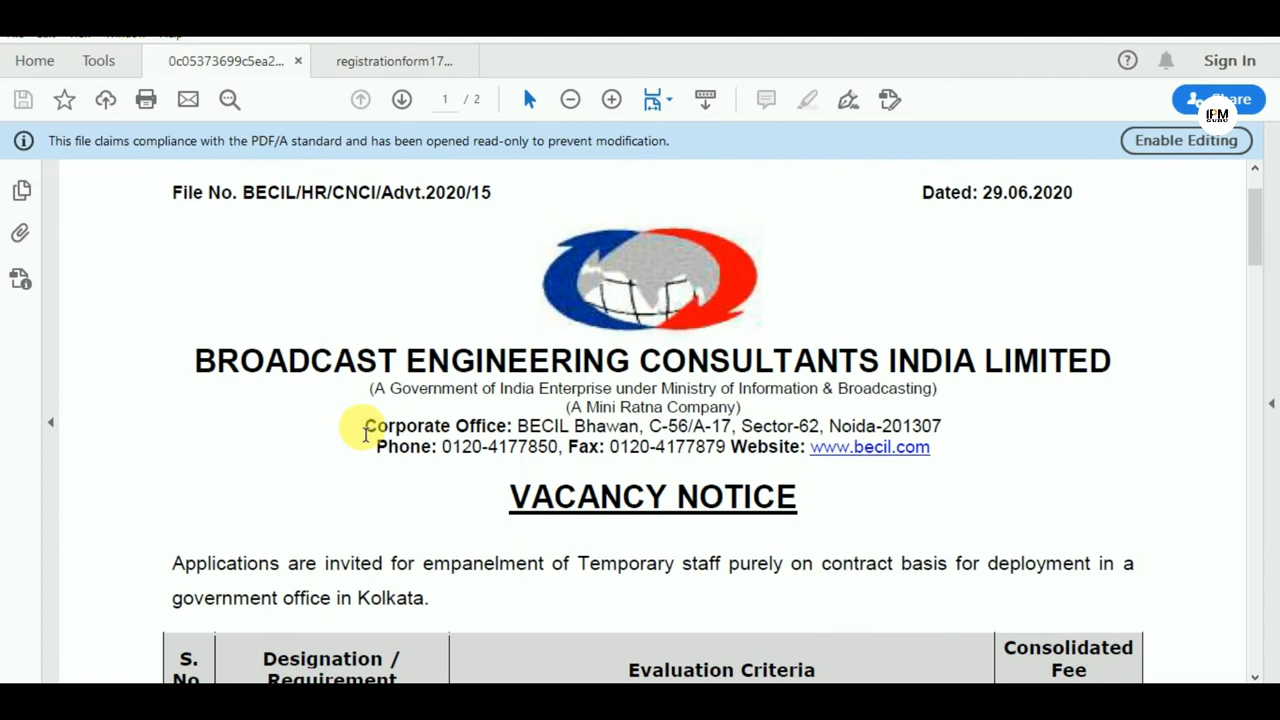 Home Tools 0c05373699c5ea2... × registrationform17... Sign In
1 / 2 Share
IPM
This file claims compliance with the PDF/A standard and has been opened read-only to prevent modification. Enable Editing
File No. BECIL/HR/CNCI/Advt.2020/15 Dated: 29.06.2020
BROADCAST ENGINEERING CONSULTANTS INDIA LIMITED
(A Government of India Enterprise under Ministry of Information & Broadcasting)
(A Mini Ratna Company)
Corporate Office: BECIL Bhawan, C-56/A-17, Sector-62, Noida-201307
Phone: 0120-4177850, Fax: 0120-4177879 Website: www.becil.com
VACANCY NOTICE
Applications are invited for empanelment of Temporary staff purely on contract basis for deployment in a
government office in Kolkata.
S. No Designation / Requirement Evaluation Criteria Consolidated Fee